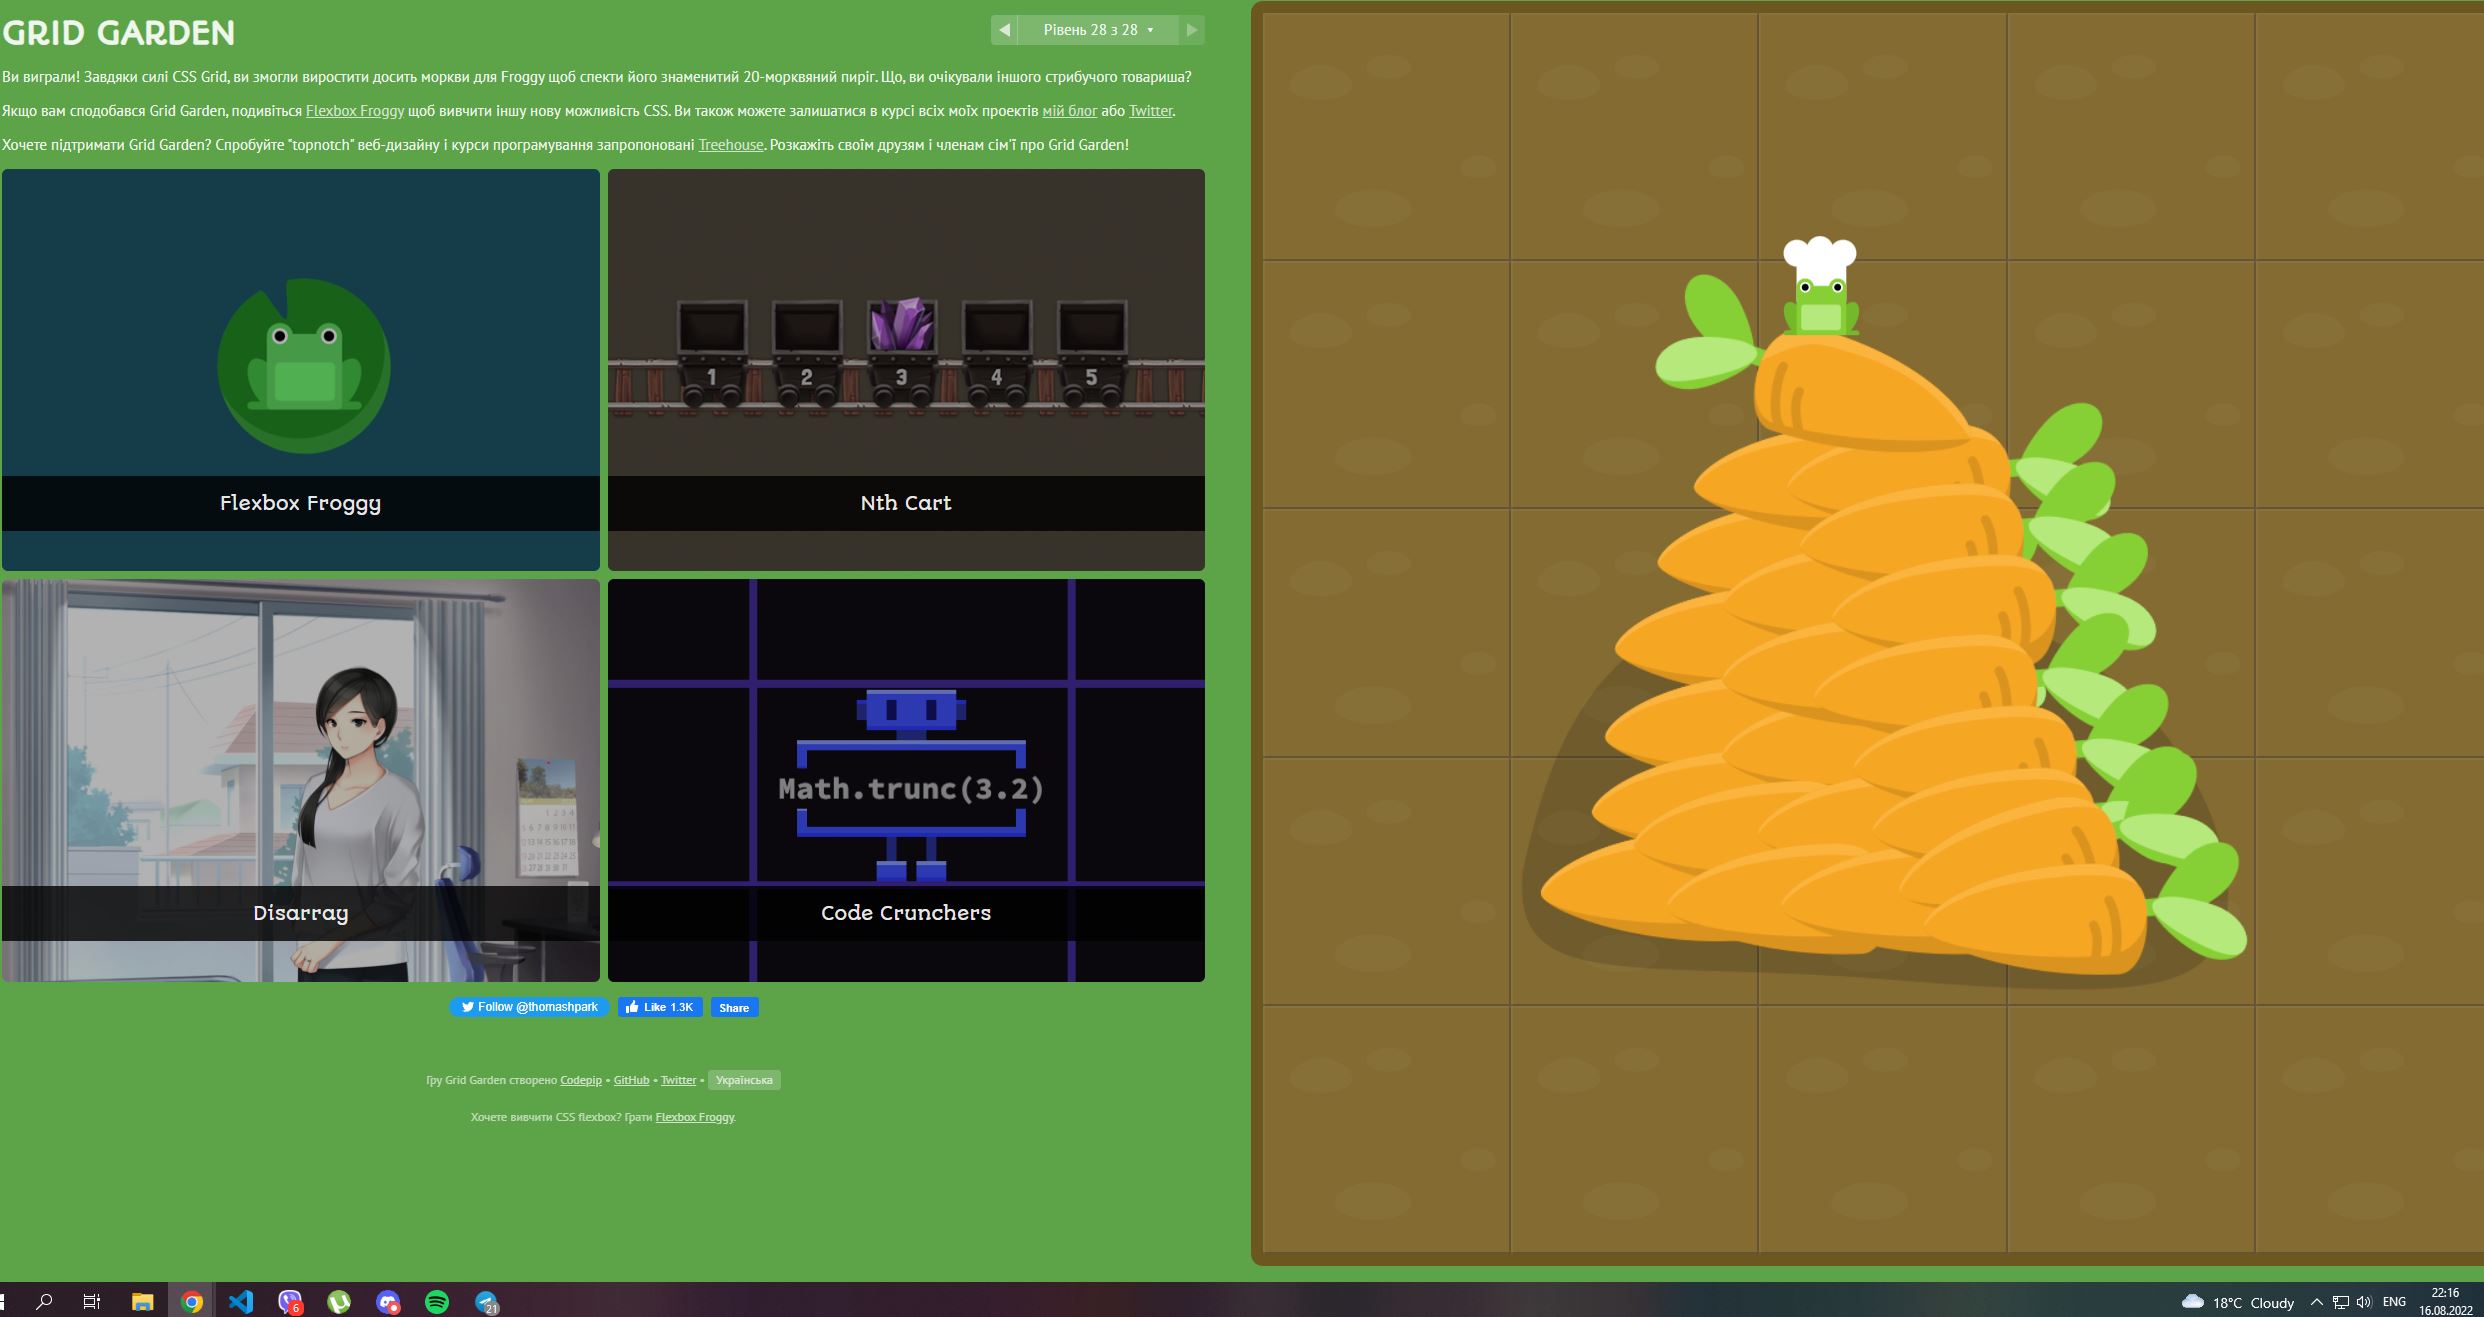 GRID GARDEN
Рівень 28 з 28
Ви виграли! Завдяки силі CSS Grid, ви змогли виростити досить моркви для Froggy щоб спекти його знаменитий 20-морквяний пиріг. Що, ви очікували іншого стрибучого товариша?
Якщо вам сподобався Grid Garden, подивіться Flexbox Froggy щоб вивчити іншу нову можливість CSS. Ви також можете залишатися в курсі всіх моїх проектів мій блог або Twitter.
Хочете підтримати Grid Garden? Спробуйте "topnotch" веб-дизайну і курси програмування запропоновані Treehouse. Розкажіть своїм друзям і членам сім'ї про Grid Garden!
Flexbox Froggy
1 2 3 4 5
Nth Cart
Disarray
Math.trunc(3.2)
Code Crunchers
Follow @thomashpark
Like 1.3K
Share
Гру Grid Garden створено Codepip • GitHub • Twitter • Українська
Хочете вивчити CSS flexbox? Грати Flexbox Froggy.
6
21
18°C Cloudy
ENG
22:16
16.08.2022